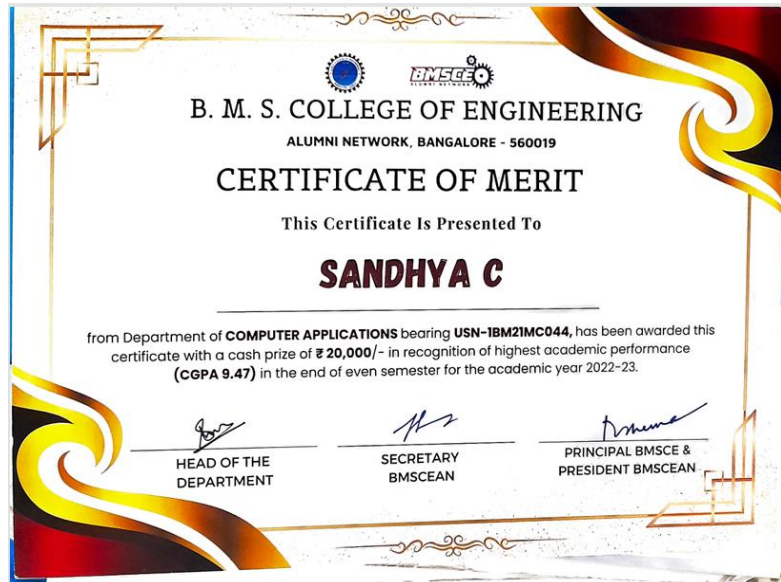 BMSCE
ALUMNI NETWORK
B. M. S. COLLEGE OF ENGINEERING
ALUMNI NETWORK, BANGALORE - 560019
CERTIFICATE OF MERIT
This Certificate Is Presented To
SANDHYA C
from Department of COMPUTER APPLICATIONS bearing USN-1BM21MC044, has been awarded this
certificate with a cash prize of ₹ 20,000/- in recognition of highest academic performance
(CGPA 9.47) in the end of even semester for the academic year 2022-23.
HEAD OF THE
DEPARTMENT
SECRETARY
BMSCEAN
PRINCIPAL BMSCE &
PRESIDENT BMSCEAN